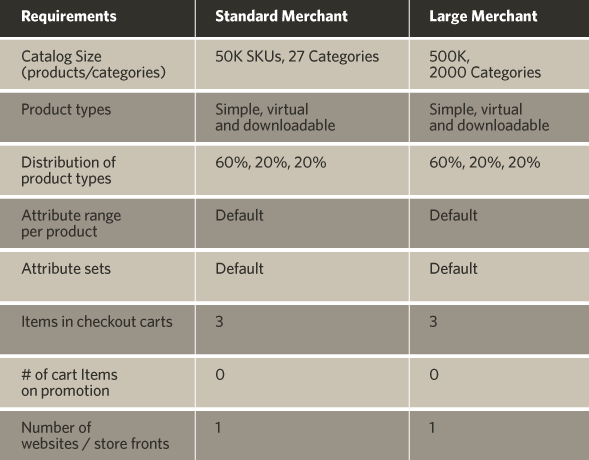 Requirements Standard Merchant Large Merchant
Catalog Size 50K SKUs, 27 Categories 500K,
(products/categories) 2000 Categories
Product types Simple, virtual Simple, virtual
and downloadable and downloadable
Distribution of 60%, 20%, 20% 60%, 20%, 20%
product types
Attribute range Default Default
per product
Attribute sets Default Default
Items in checkout carts 3 3
# of cart Items 0 0
on promotion
Number of 1 1
websites / store fronts